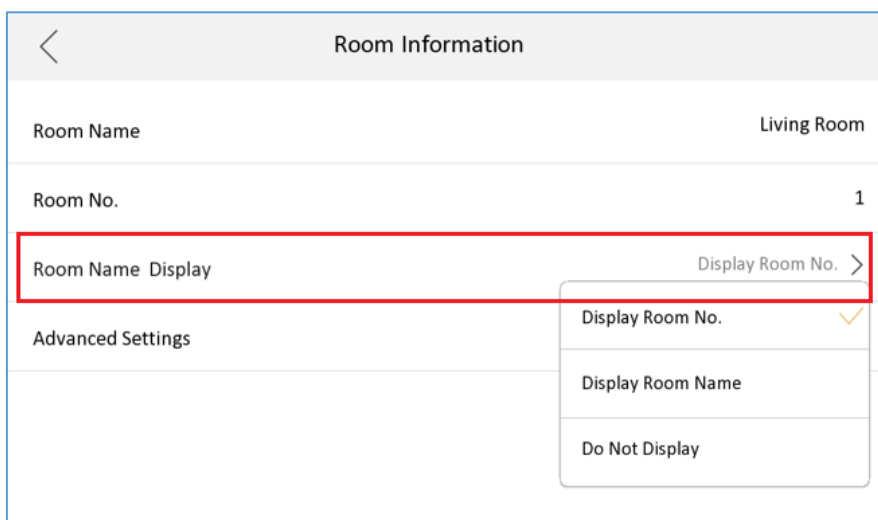 Room Information
Room Name
Living Room
Room No.
1
Room Name Display
Display Room No.
Display Room No.
Advanced Settings
Display Room Name
Do Not Display